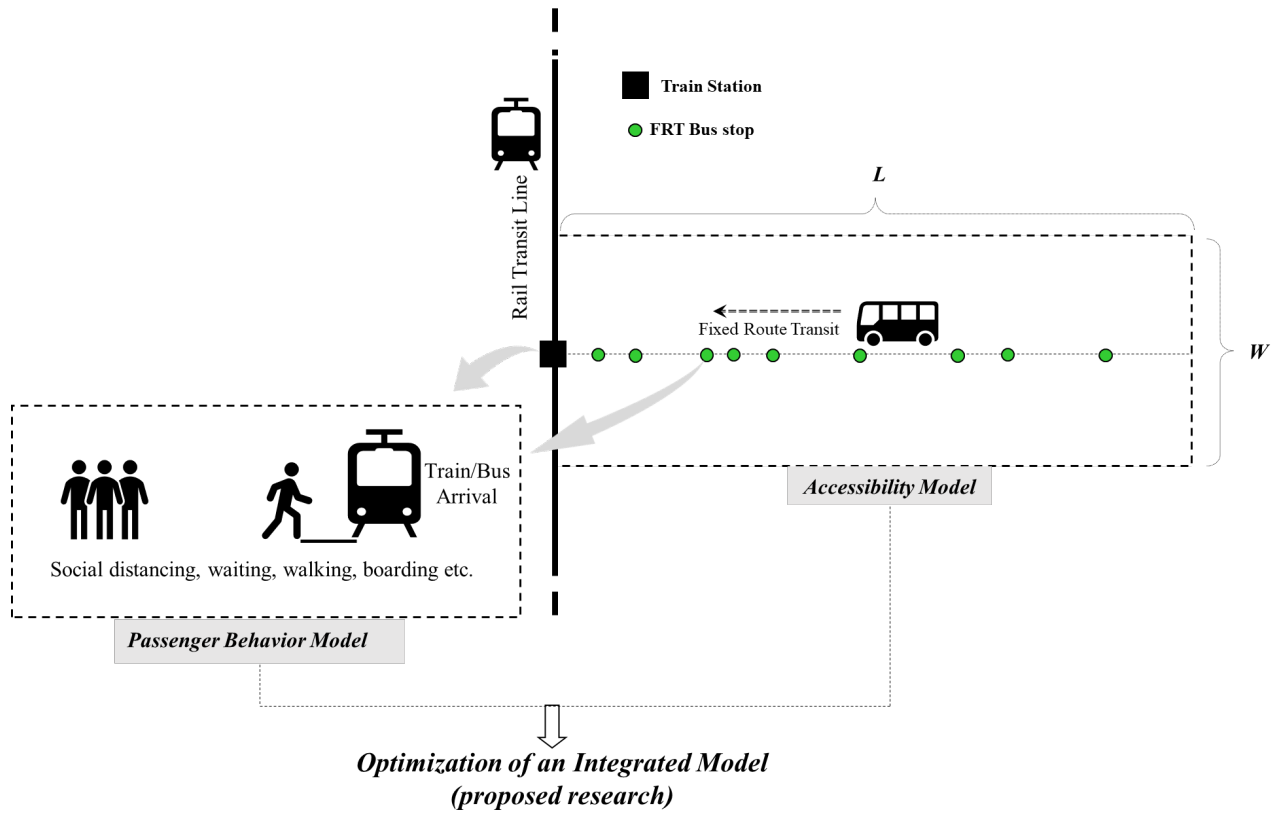 Train Station
FRT Bus stop
L
Rail Transit Line
Fixed Route Transit
W
Train/Bus
Arrival
Accessibility Model
Social distancing, waiting, walking, boarding etc.
Passenger Behavior Model
Optimization of an Integrated Model
(proposed research)